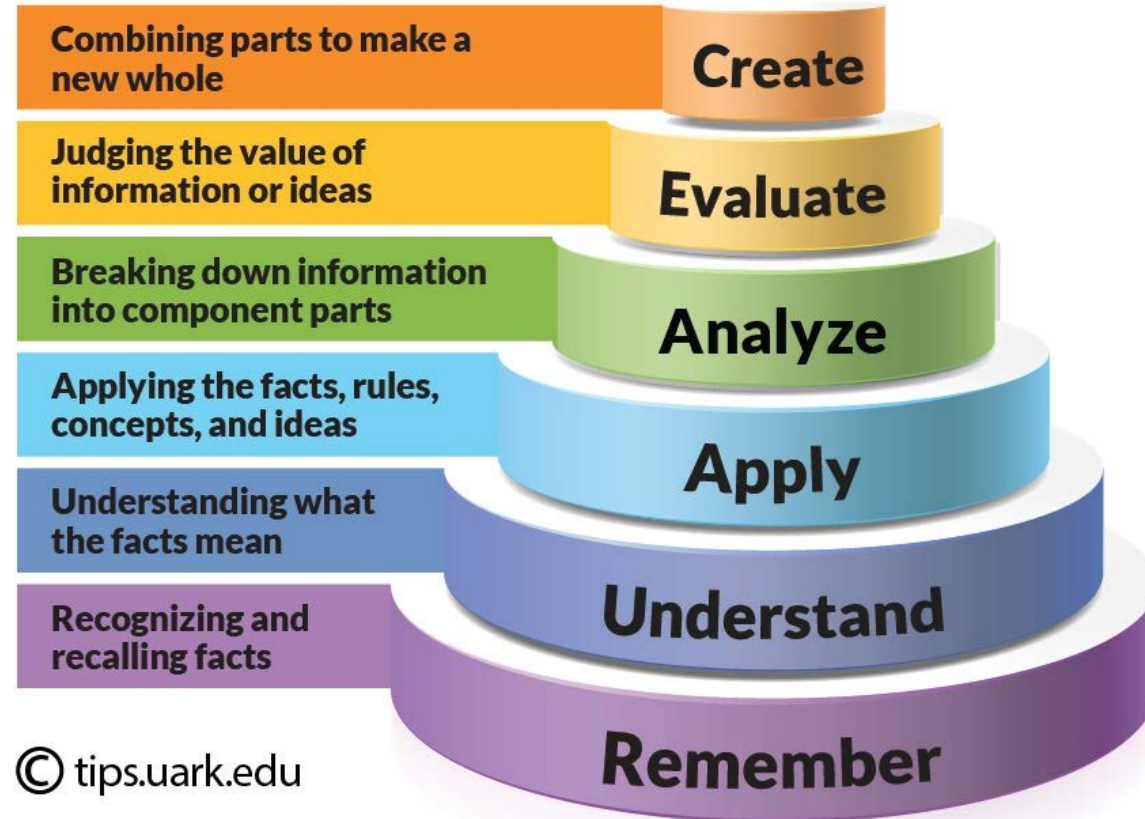 Combining parts to make a
new whole
Create
Judging the value of
information or ideas
Evaluate
Breaking down information
into component parts
Analyze
Applying the facts, rules,
concepts, and ideas
Apply
Understanding what
the facts mean
Understand
Recognizing and
recalling facts
Remember
© tips.uark.edu